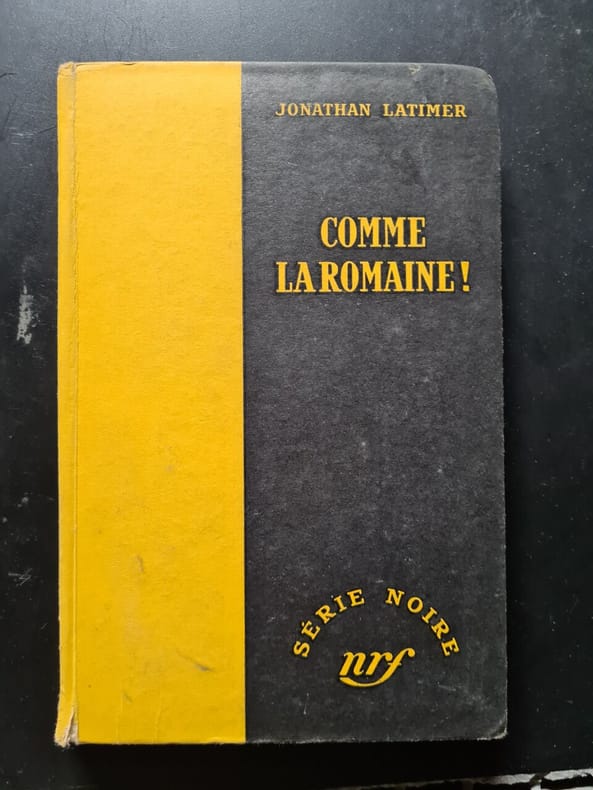 JONATHAN LATIMER
COMME
LA ROMAINE !
SÉRIE NOIRE
nrf